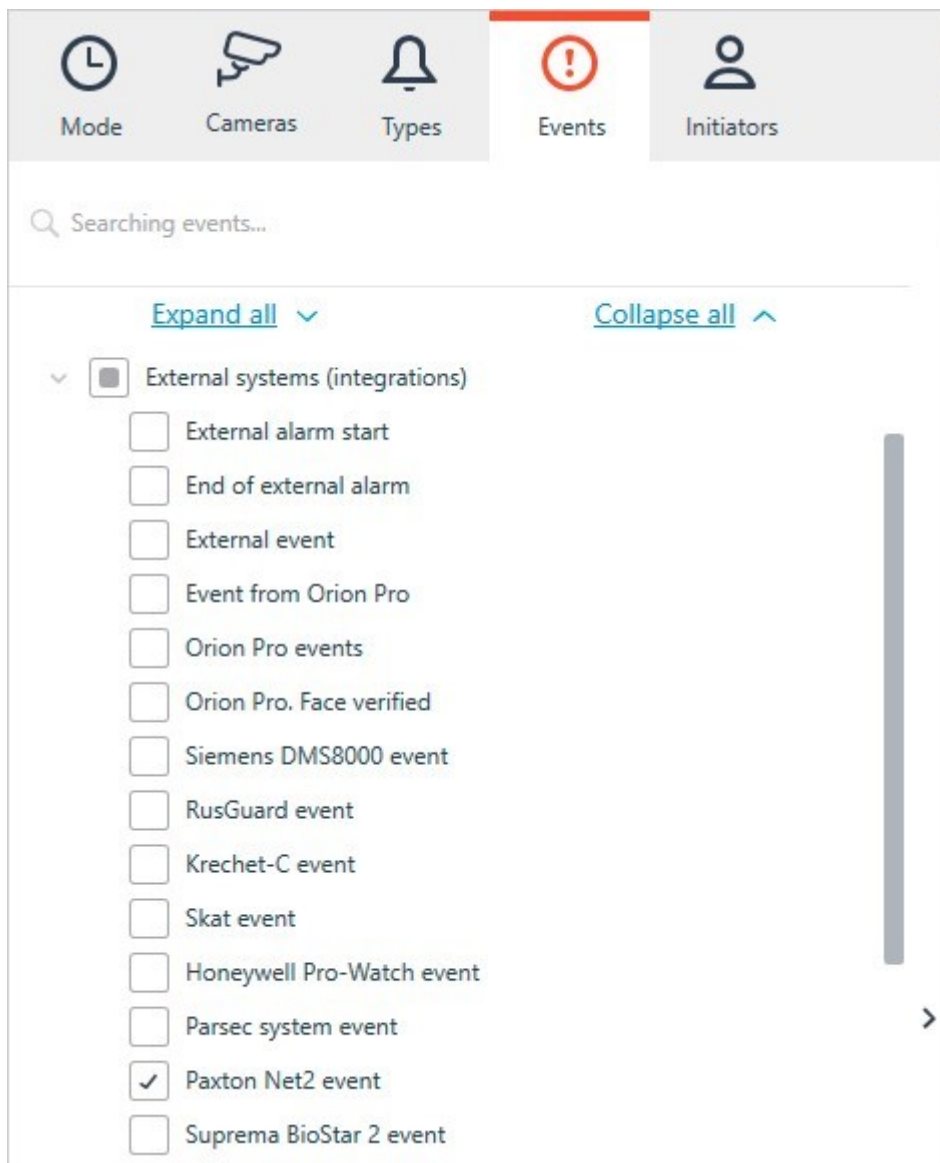 Mode
Cameras
Types
Events
Initiators
Searching events...
Expand all
Collapse all
External systems (integrations)
External alarm start
End of external alarm
External event
Event from Orion Pro
Orion Pro events
Orion Pro. Face verified
Siemens DMS8000 event
RusGuard event
Krechet-C event
Skat event
Honeywell Pro-Watch event
Parsec system event
Paxton Net2 event
Suprema BioStar 2 event